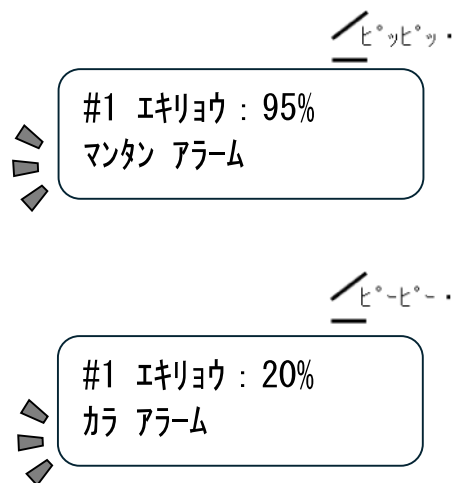 ピッピッ・
#1 エキリョウ : 95%
マンタン アラーム
ピーピー・
#1 エキリョウ : 20%
カラ アラーム